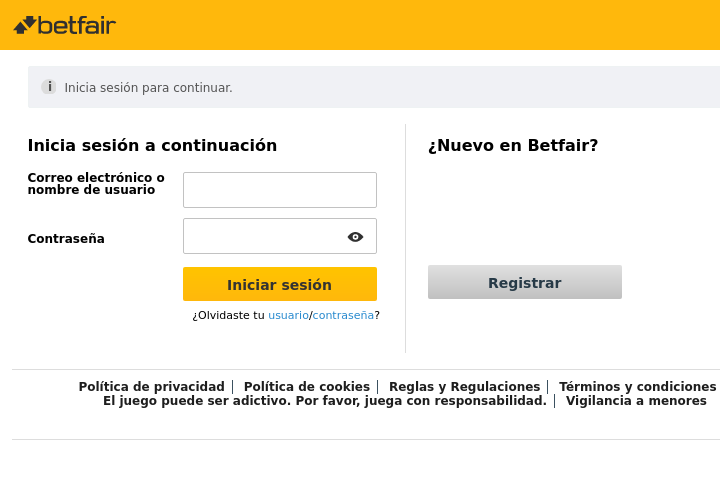 betfair
Inicia sesión para continuar.
Inicia sesión a continuación
Correo electrónico o
nombre de usuario
Contraseña
Iniciar sesión
¿Olvidaste tu usuario/contraseña?
¿Nuevo en Betfair?
Registrar
Política de privacidad | Política de cookies | Reglas y Regulaciones | Términos y condiciones
El juego puede ser adictivo. Por favor, juega con responsabilidad. | Vigilancia a menores